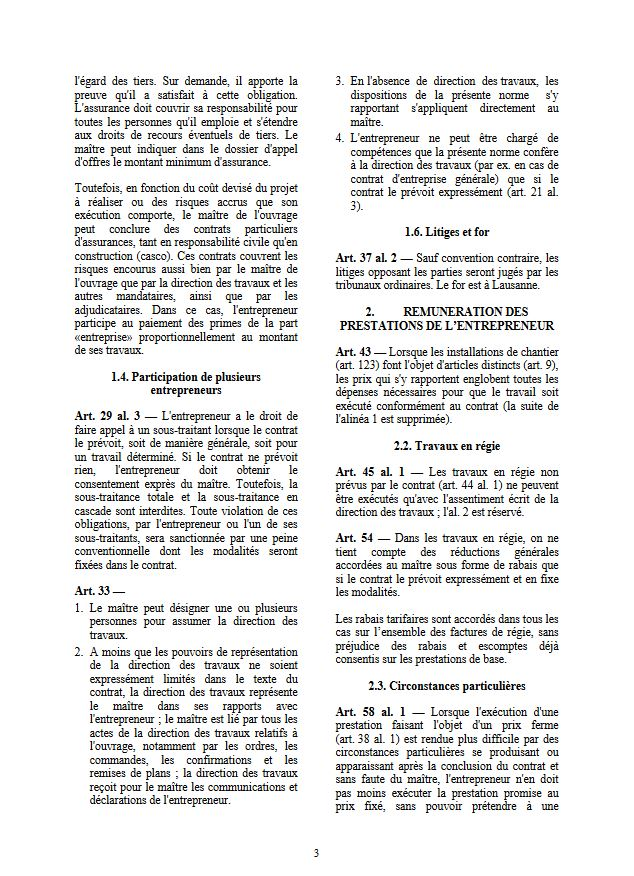 l'égard des tiers. Sur demande, il apporte la
preuve qu'il a satisfait à cette obligation.
L'assurance doit couvrir sa responsabilité pour
toutes les personnes qu'il emploie et s'étendre
aux droits de recours éventuels de tiers. Le
maître peut indiquer dans le dossier d'appel
d'offres le montant minimum d'assurance.
Toutefois, en fonction du coût devisé du projet
à réaliser ou des risques accrus que son
exécution comporte, le maître de l'ouvrage
peut conclure des contrats particuliers
d'assurances, tant en responsabilité civile qu'en
construction (casco). Ces contrats couvrent les
risques encourus aussi bien par le maître de
l'ouvrage que par la direction des travaux et les
autres mandataires, ainsi que par les
adjudicataires. Dans ce cas, l'entrepreneur
participe au paiement des primes de la part
«entreprise» proportionnellement au montant
de ses travaux.
1.4. Participation de plusieurs
entrepreneurs
Art. 29 al. 3 — L'entrepreneur a le droit de
faire appel à un sous-traitant lorsque le contrat
le prévoit, soit de manière générale, soit pour
un travail déterminé. Si le contrat ne prévoit
rien, l'entrepreneur doit obtenir le
consentement exprès du maître. Toutefois, la
sous-traitance totale et la sous-traitance en
cascade sont interdites. Toute violation de ces
obligations, par l'entrepreneur ou l'un de ses
sous-traitants, sera sanctionnée par une peine
conventionnelle dont les modalités seront
fixées dans le contrat.
Art. 33 —
1. Le maître peut désigner une ou plusieurs
personnes pour assumer la direction des
travaux.
2. A moins que les pouvoirs de représentation
de la direction des travaux ne soient
expressément limités dans le texte du
contrat, la direction des travaux représente
le maître dans ses rapports avec
l'entrepreneur ; le maître est lié par tous les
actes de la direction des travaux relatifs à
l'ouvrage, notamment par les ordres, les
commandes, les confirmations et les
remises de plans ; la direction des travaux
reçoit pour le maître les communications et
déclarations de l'entrepreneur.
3. En l'absence de direction des travaux, les
dispositions de la présente norme s'y
rapportant s'appliquent directement au
maître.
4. L'entrepreneur ne peut être chargé de
compétences que la présente norme confère
à la direction des travaux (par ex. en cas de
contrat d'entreprise générale) que si le
contrat le prévoit expressément (art. 21 al.
3).
1.6. Litiges et for
Art. 37 al. 2 — Sauf convention contraire, les
litiges opposant les parties seront jugés par les
tribunaux ordinaires. Le for est à Lausanne.
2. REMUNERATION DES
PRESTATIONS DE L'ENTREPRENEUR
Art. 43 — Lorsque les installations de chantier
(art. 123) font l'objet d'articles distincts (art. 9),
les prix qui s'y rapportent englobent toutes les
dépenses nécessaires pour que le travail soit
exécuté conformément au contrat (la suite de
l'alinéa 1 est supprimée).
2.2. Travaux en régie
Art. 45 al. 1 — Les travaux en régie non
prévus par le contrat (art. 44 al. 1) ne peuvent
être exécutés qu'avec l'assentiment écrit de la
direction des travaux ; l'al. 2 est réservé.
Art. 54 — Dans les travaux en régie, on ne
tient compte des réductions générales
accordées au maître sous forme de rabais que
si le contrat le prévoit expressément et en fixe
les modalités.
Les rabais tarifaires sont accordés dans tous les
cas sur l'ensemble des factures de régie, sans
préjudice des rabais et escomptes déjà
consentis sur les prestations de base.
2.3. Circonstances particulières
Art. 58 al. 1 — Lorsque l'exécution d'une
prestation faisant l'objet d'un prix ferme
(art. 38 al. 1) est rendue plus difficile par des
circonstances particulières se produisant ou
apparaissant après la conclusion du contrat et
sans faute du maître, l'entrepreneur n'en doit
pas moins exécuter la prestation promise au
prix fixé, sans pouvoir prétendre à une
3